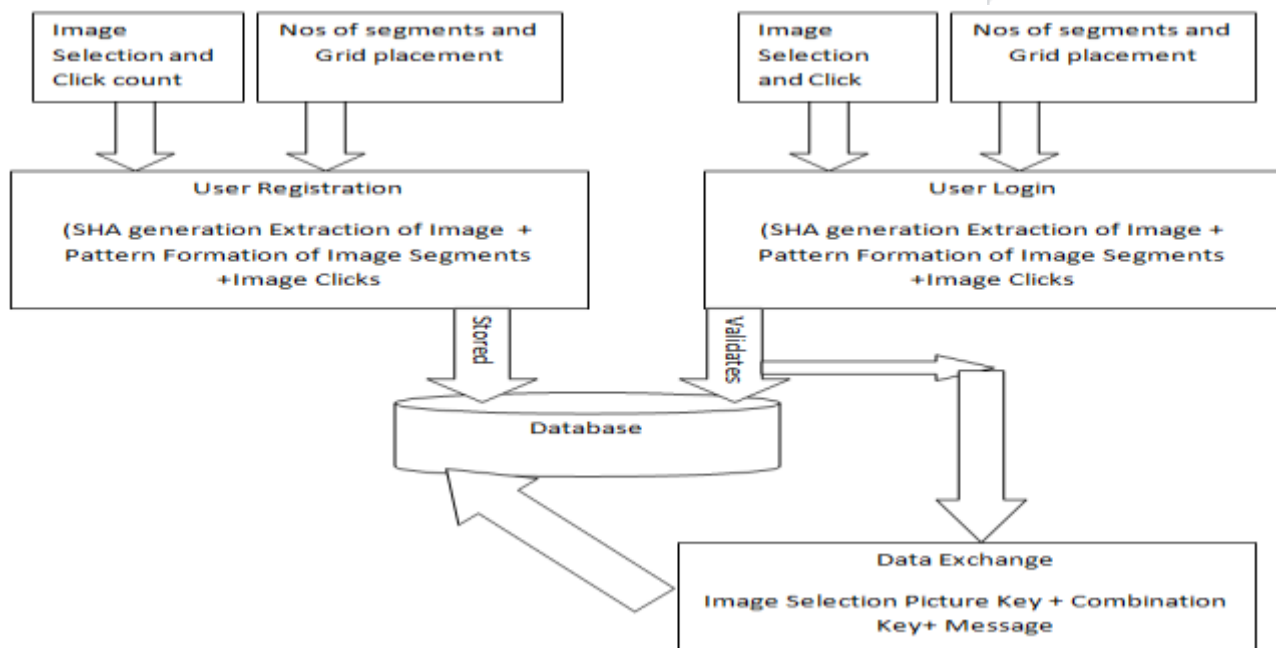 Image
Selection and
Click count
Nos of segments and
Grid placement
Image
Selection
and Click
Nos of segments and
Grid placement
User Registration
(SHA generation Extraction of Image +
Pattern Formation of Image Segments
+Image Clicks
User Login
(SHA generation Extraction of Image +
Pattern Formation of Image Segments
+Image Clicks
Stored
Validates
Database
Data Exchange
Image Selection Picture Key + Combination
Key+ Message